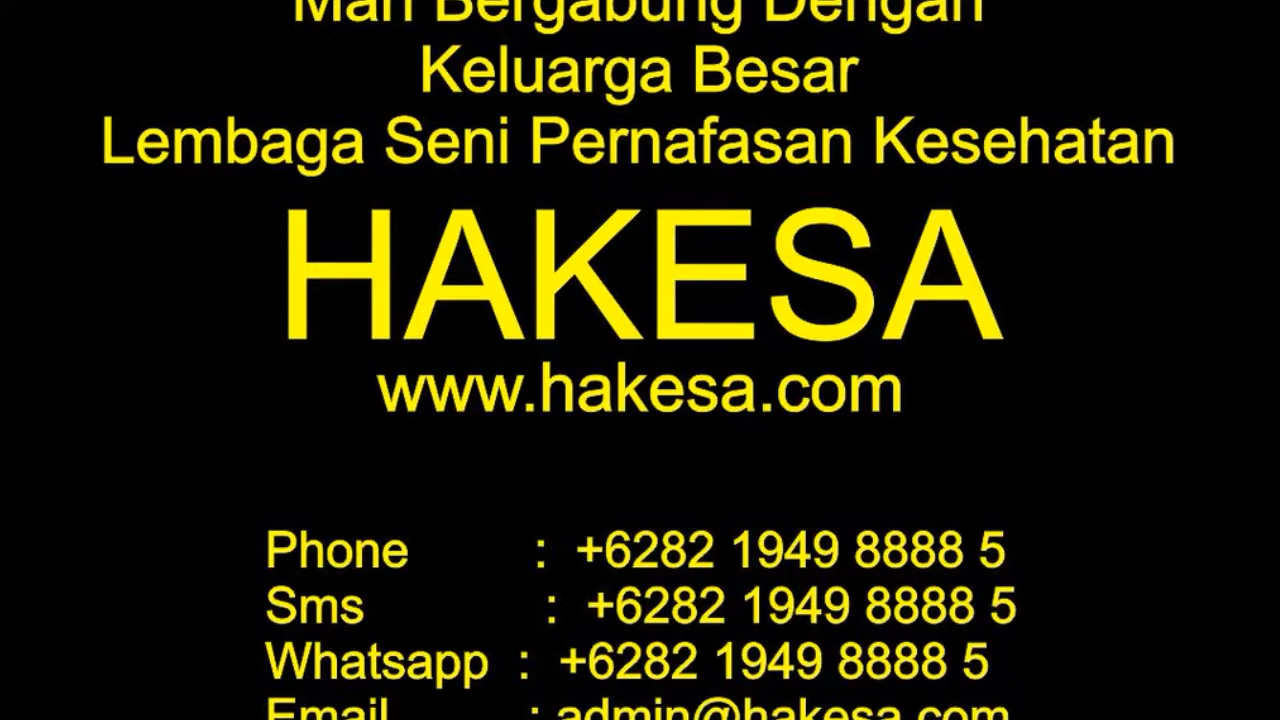 Mari Bergabung Dengan
Keluarga Besar
Lembaga Seni Pernafasan Kesehatan
HAKESA
www.hakesa.com
Phone : +6282 1949 8888 5
Sms : +6282 1949 8888 5
Whatsapp : +6282 1949 8888 5
Email : admin@hakesa.com